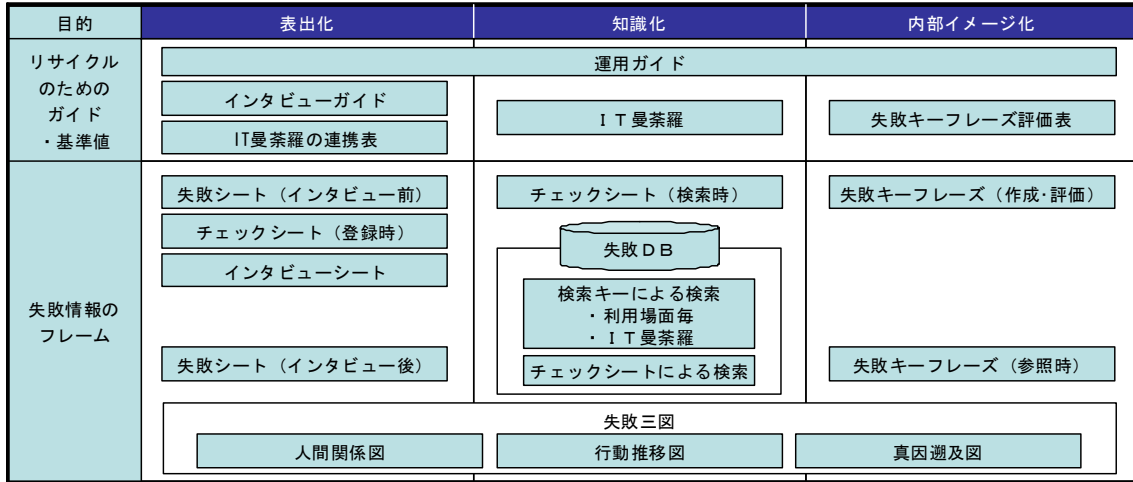 目的
表出化
知識化
内部イメージ化
リサイクル
のための
ガイド
・基準値
運用ガイド
インタビューガイド
IT曼荼羅の連携表
ＩＴ曼荼羅
失敗キーフレーズ評価表
失敗情報の
フレーム
失敗シート（インタビュー前）
チェックシート（登録時）
インタビューシート
失敗シート（インタビュー後）
チェックシート（検索時）
失敗ＤＢ
検索キーによる検索
・利用場面毎
・ＩＴ曼荼羅
チェックシートによる検索
失敗キーフレーズ（作成･評価）
失敗キーフレーズ（参照時）
失敗三図
人間関係図
行動推移図
真因遡及図